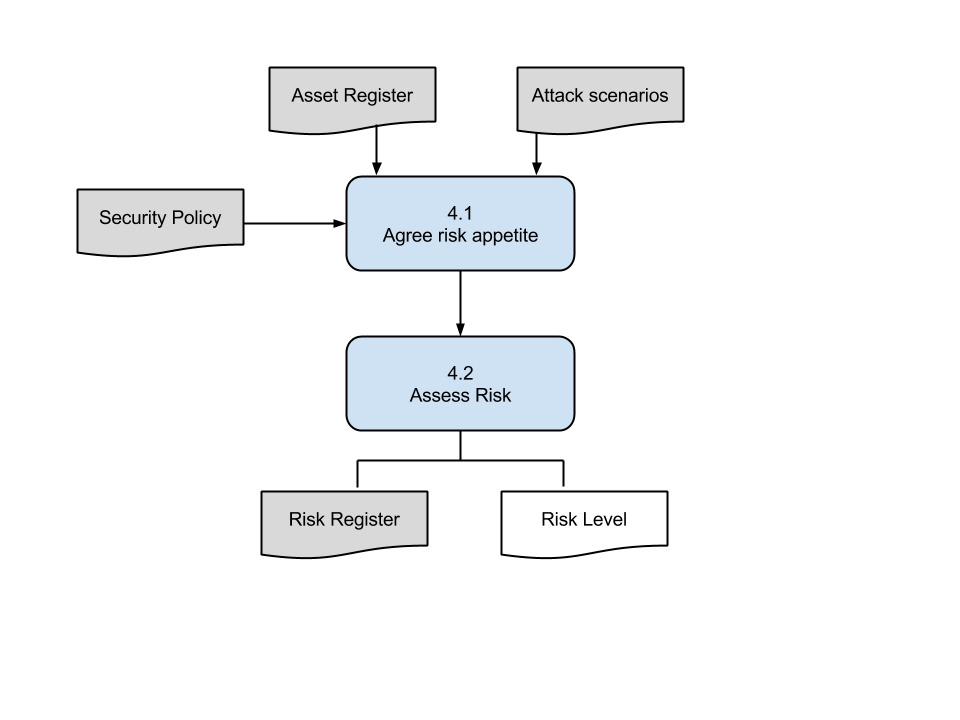 Asset Register
Attack scenarios
Security Policy
4.1
Agree risk appetite
4.2
Assess Risk
Risk Register
Risk Level